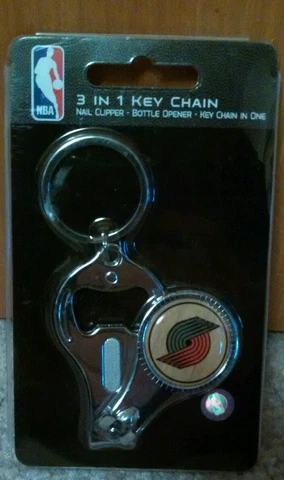 NBA
3 IN 1 KEY CHAIN
NAIL CLIPPER - BOTTLE OPENER - KEY CHAIN IN ONE